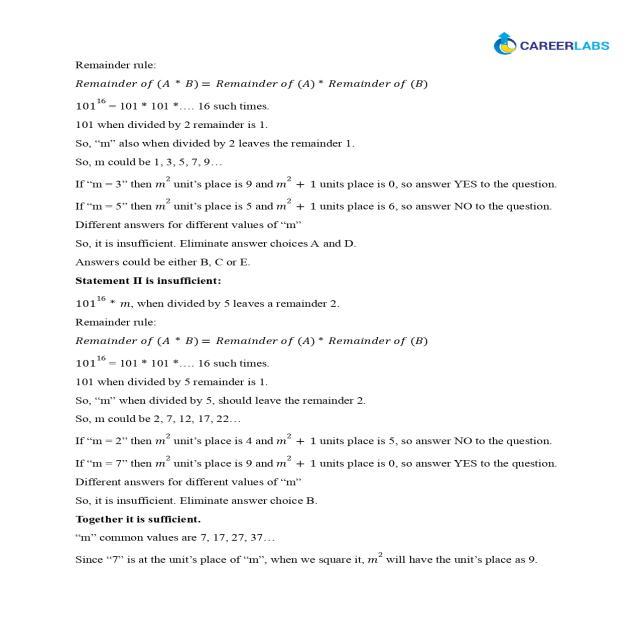 CAREERLABS
Remainder rule:
Remainder of (A * B) = Remainder of (A) * Remainder of (B)
101^16 = 101 * 101 *…. 16 such times.
101 when divided by 2 remainder is 1.
So, “m” also when divided by 2 leaves the remainder 1.
So, m could be 1, 3, 5, 7, 9…
If “m = 3” then m^2 unit’s place is 9 and m^2 + 1 units place is 0, so answer YES to the question.
If “m = 5” then m^2 unit’s place is 5 and m^2 + 1 units place is 6, so answer NO to the question.
Different answers for different values of “m”
So, it is insufficient. Eliminate answer choices A and D.
Answers could be either B, C or E.
Statement II is insufficient:
101^16 * m, when divided by 5 leaves a remainder 2.
Remainder rule:
Remainder of (A * B) = Remainder of (A) * Remainder of (B)
101^16 = 101 * 101 *…. 16 such times.
101 when divided by 5 remainder is 1.
So, “m” when divided by 5, should leave the remainder 2.
So, m could be 2, 7, 12, 17, 22…
If “m = 2” then m^2 unit’s place is 4 and m^2 + 1 units place is 5, so answer NO to the question.
If “m = 7” then m^2 unit’s place is 9 and m^2 + 1 units place is 0, so answer YES to the question.
Different answers for different values of “m”
So, it is insufficient. Eliminate answer choice B.
Together it is sufficient.
“m” common values are 7, 17, 27, 37…
Since “7” is at the unit’s place of “m”, when we square it, m^2 will have the unit’s place as 9.